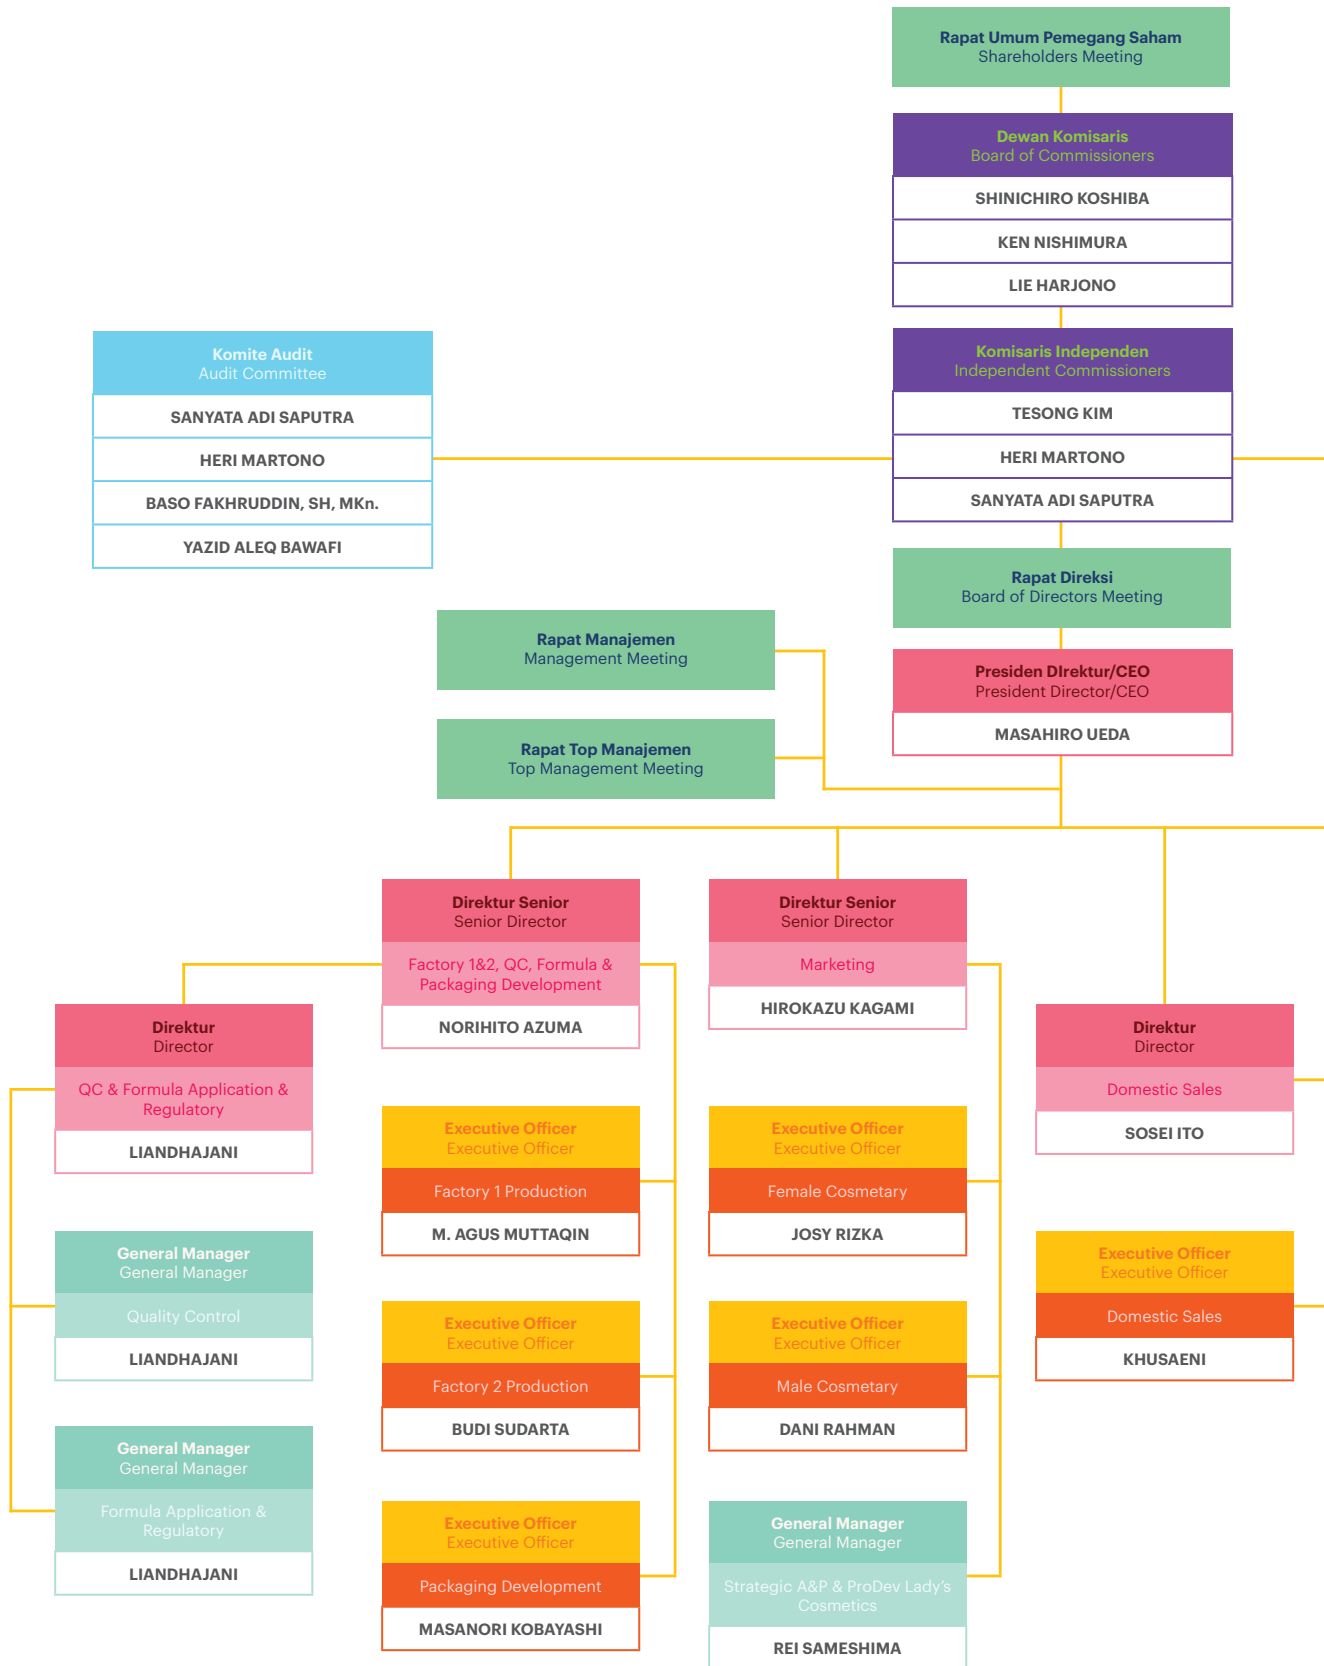 Rapat Umum Pemegang Saham
Shareholders Meeting
Dewan Komisaris
Board of Commissioners
SHINICHIRO KOSHIBA
KEN NISHIMURA
LIE HARJONO
Komite Audit
Audit Committee
SANYATA ADI SAPUTRA
HERI MARTONO
BASO FAKHRUDDIN, SH, MKn.
YAZID ALEQ BAWAFI
Komisaris Independen
Independent Commissioners
TESONG KIM
HERI MARTONO
SANYATA ADI SAPUTRA
Rapat Direksi
Board of Directors Meeting
Rapat Manajemen
Management Meeting
Presiden DIrektur/CEO
President Director/CEO
MASAHIRO UEDA
Rapat Top Manajemen
Top Management Meeting
Direktur Senior
Senior Director
Factory 1&2, QC, Formula &
Packaging Development
NORIHITO AZUMA
Direktur Senior
Senior Director
Marketing
HIROKAZU KAGAMI
Direktur
Director
QC & Formula Application &
Regulatory
LIANDHAJANI
Direktur
Director
Domestic Sales
SOSEI ITO
Executive Officer
Executive Officer
Factory 1 Production
M. AGUS MUTTAQIN
Executive Officer
Executive Officer
Female Cosmetary
JOSY RIZKA
General Manager
General Manager
Quality Control
LIANDHAJANI
Executive Officer
Executive Officer
Domestic Sales
KHUSAENI
Executive Officer
Executive Officer
Factory 2 Production
BUDI SUDARTA
Executive Officer
Executive Officer
Male Cosmetary
DANI RAHMAN
General Manager
General Manager
Formula Application &
Regulatory
LIANDHAJANI
Executive Officer
Executive Officer
Packaging Development
MASANORI KOBAYASHI
General Manager
General Manager
Strategic A&P & ProDev Lady's
Cosmetics
REI SAMESHIMA